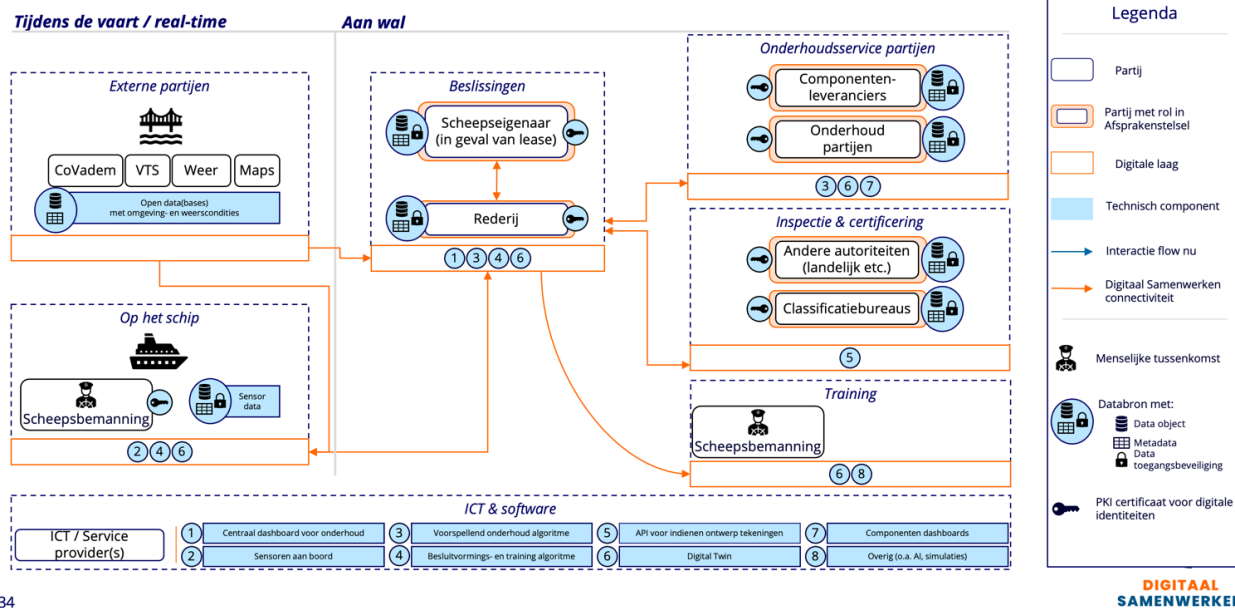 Tijdens de vaart / real-time
Aan wal
Externe partijen
CoVadem
VTS
Weer
Maps
Open data(bases)
met omgeving- en weerscondities
Op het schip
Scheepsbemanning
Sensor
data
2 4 6
Beslissingen
Scheepseigenaar
(in geval van lease)
Rederij
1 3 4 6
Onderhoudsservice partijen
Componenten-
leveranciers
Onderhoud
partijen
3 6 7
Inspectie & certificering
Andere autoriteiten
(landelijk etc.)
Classificatiebureaus
5
Training
Scheepsbemanning
6 8
ICT & software
ICT / Service
provider(s)
1 Centraal dashboard voor onderhoud
2 Sensoren aan boord
3 Voorspellend onderhoud algoritme
4 Besluitvormings- en training algoritme
5 API voor indienen ontwerp tekeningen
6 Digital Twin
7 Componenten dashboards
8 Overig (o.a. AI, simulaties)
Legenda
Partij
Partij met rol in
Afsprakenstelsel
Digitale laag
Technisch component
Interactie flow nu
Digitaal Samenwerken
connectiviteit
Menselijke tussenkomst
Databron met:
Data object
Metadata
Data
toegangsbeveiliging
PKI certificaat voor digitale
identiteiten
34
DIGITAAL
SAMENWERKE